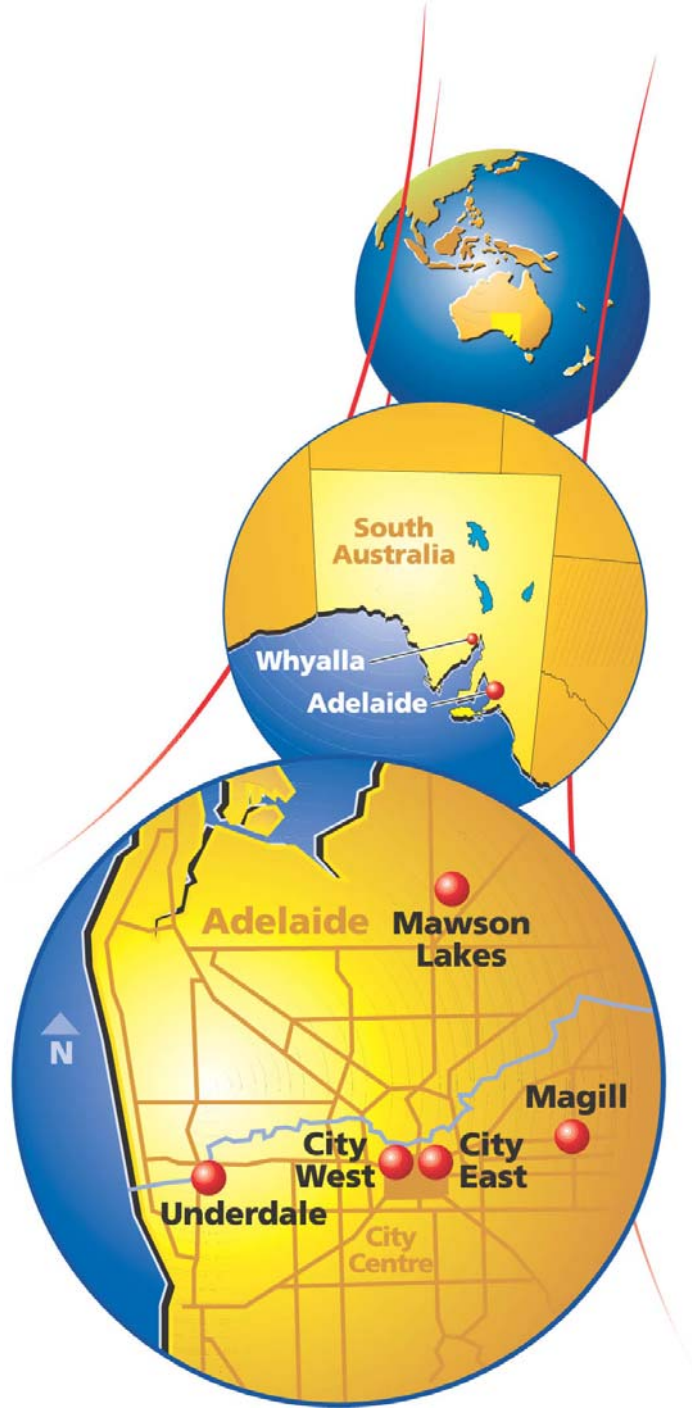 South
Australia
Whyalla
Adelaide
Adelaide
Mawson
Lakes
N
Magill
City
West
City
East
Underdale
City
Centre